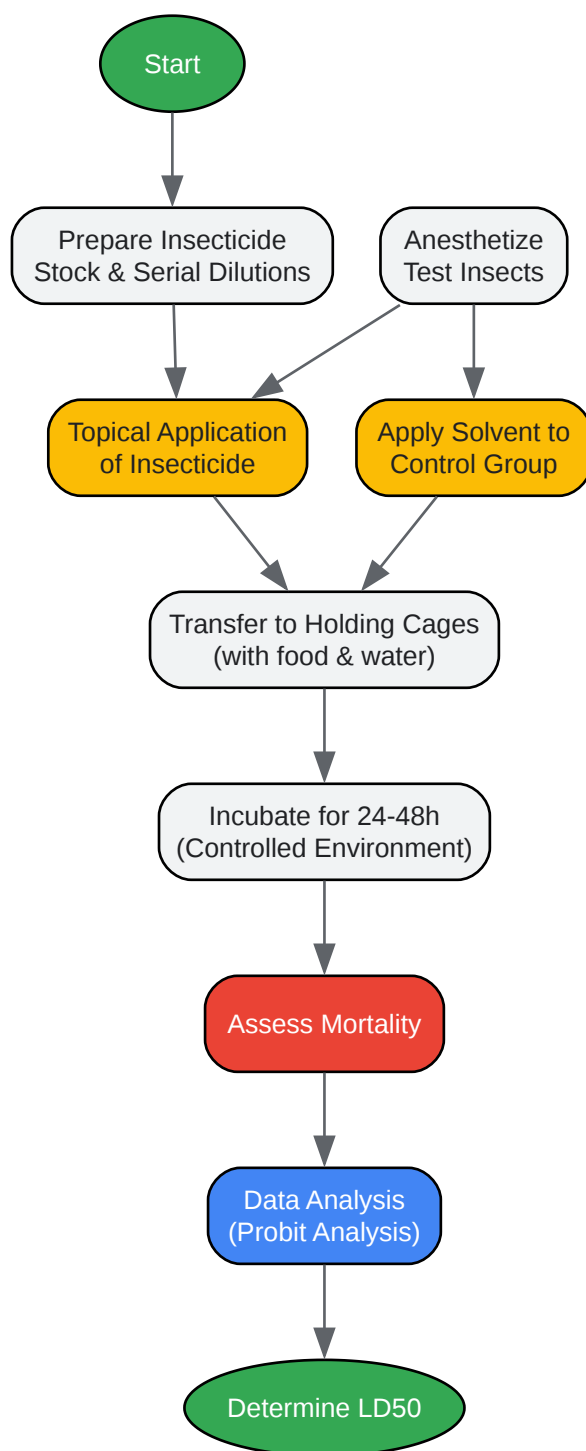 Start
Prepare Insecticide
Stock & Serial Dilutions
Anesthetize
Test Insects
Topical Application
of Insecticide
Apply Solvent to
Control Group
Transfer to Holding Cages
(with food & water)
Incubate for 24-48h
(Controlled Environment)
Assess Mortality
Data Analysis
(Probit Analysis)
Determine LD50